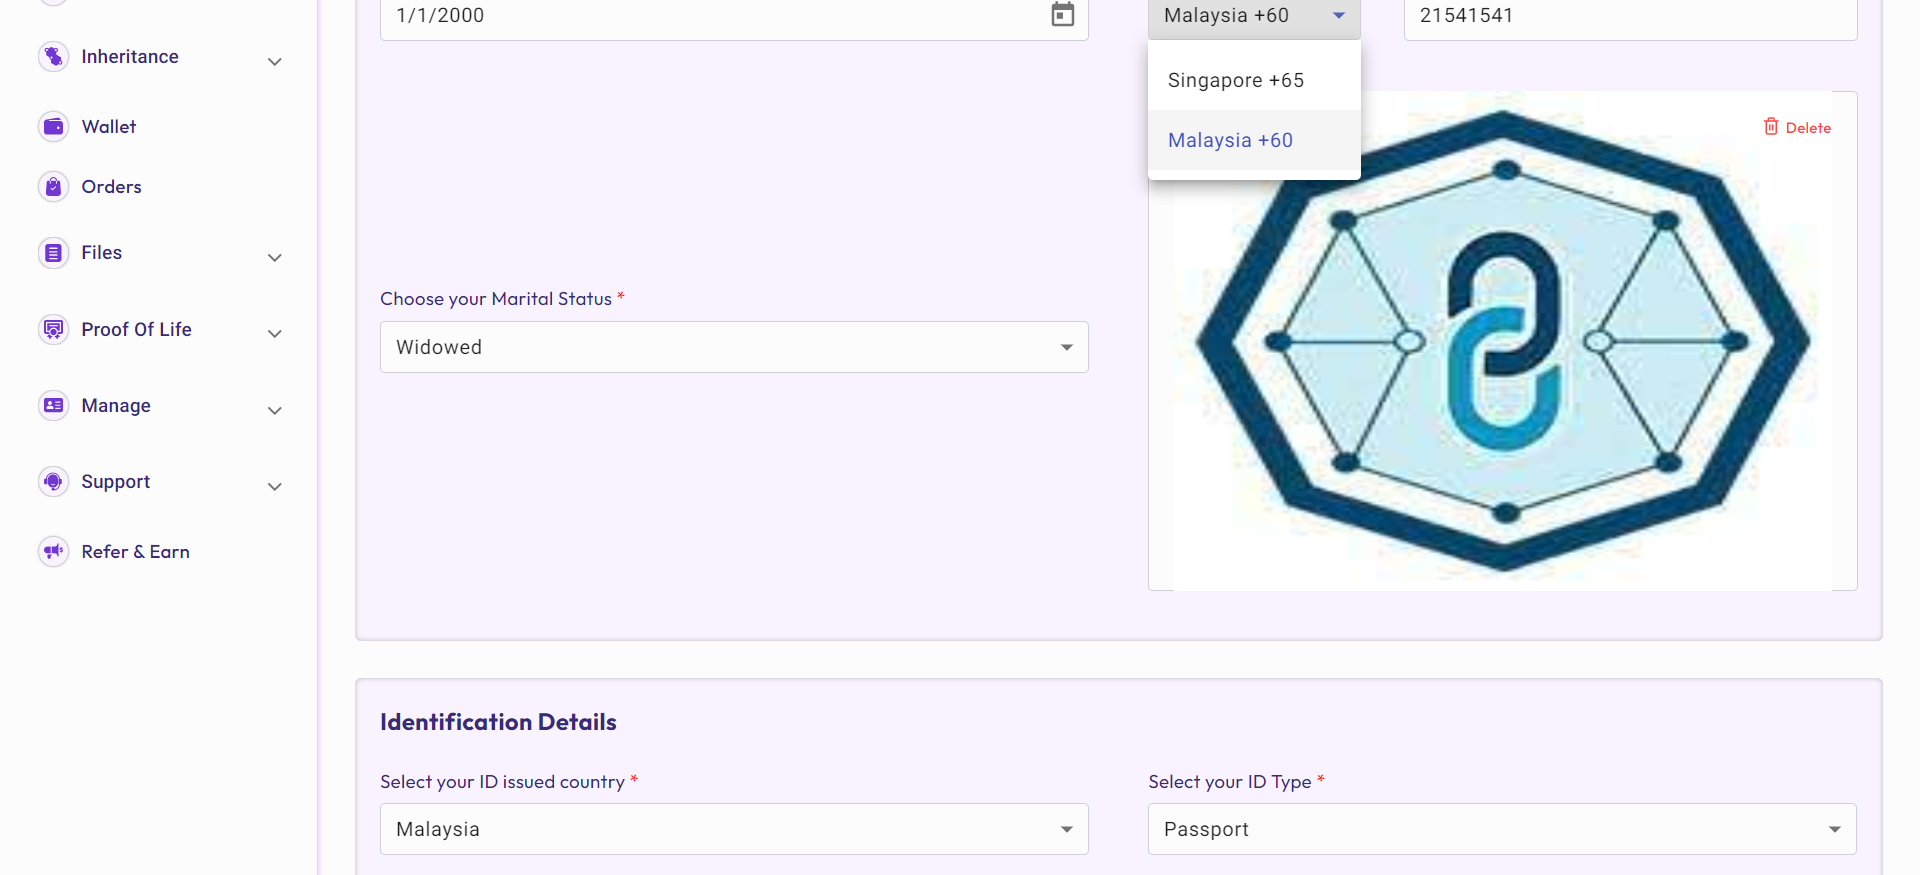 Inheritance
Wallet
Orders
Files
Proof Of Life
Manage
Support
Refer & Earn
1/1/2000
Malaysia +60
21541541
Singapore +65
Malaysia +60
Delete
Choose your Marital Status *
Widowed
Identification Details
Select your ID issued country *
Malaysia
Select your ID Type *
Passport